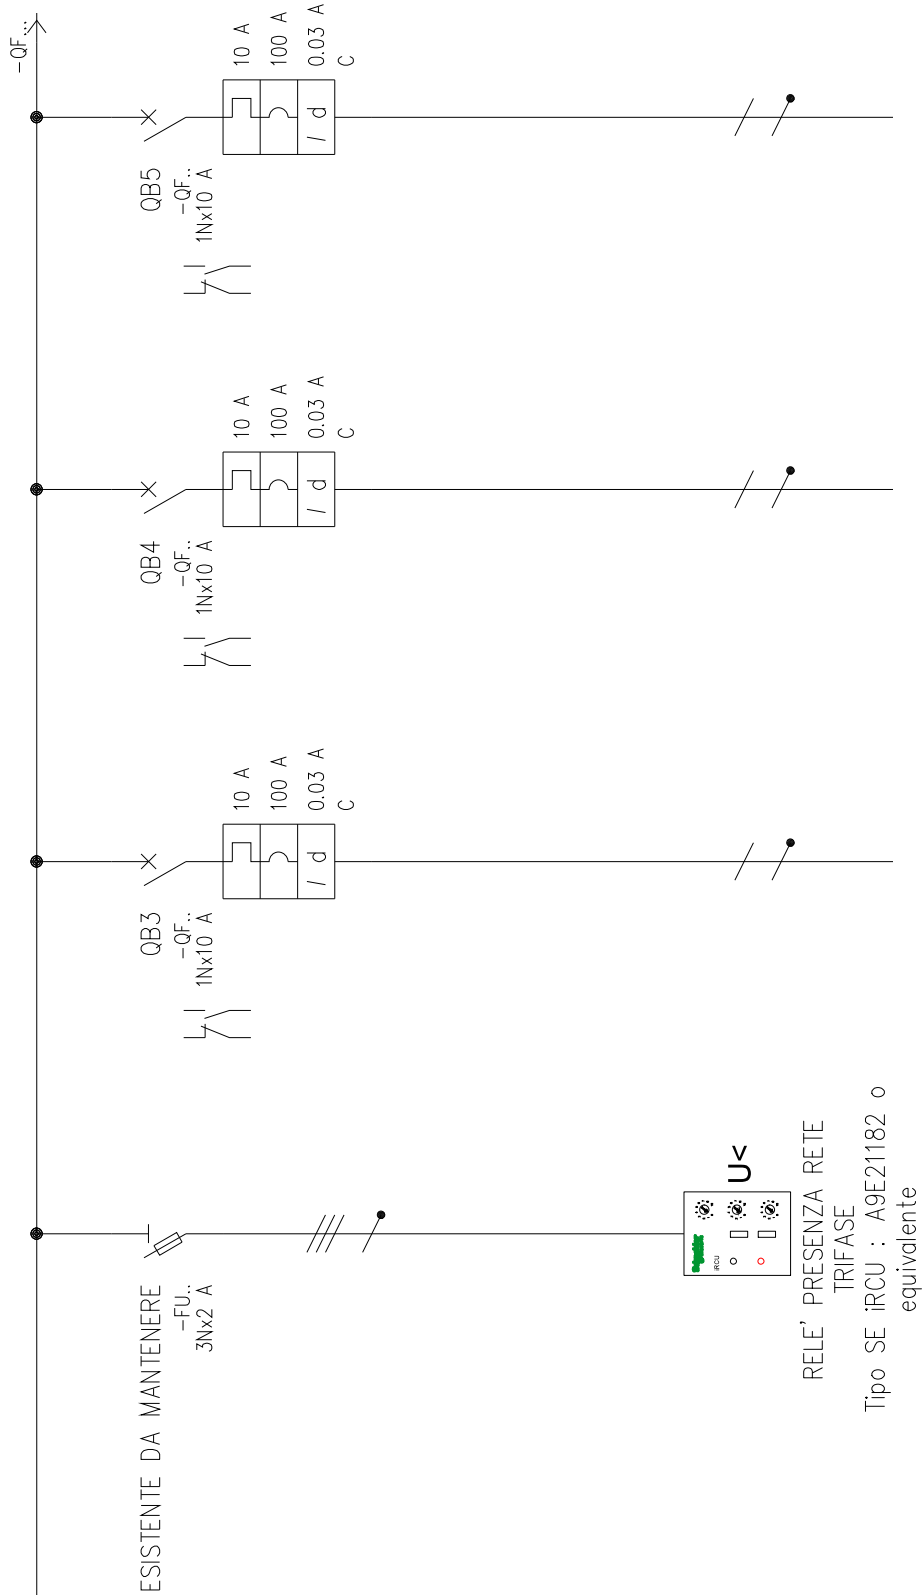 ESISTENTE DA MANTENERE
-FU..
3Nx2 A
U<
iRCU
RELE' PRESENZA RETE
TRIFASE
Tipo SE iRCU : A9E21182 o
equivalente
QB3
-QF..
1Nx10 A
10 A
100 A
0.03 A
C
I d
QB4
-QF..
1Nx10 A
10 A
100 A
0.03 A
C
I d
QB5
-QF..
1Nx10 A
10 A
100 A
0.03 A
C
I d
-QF...